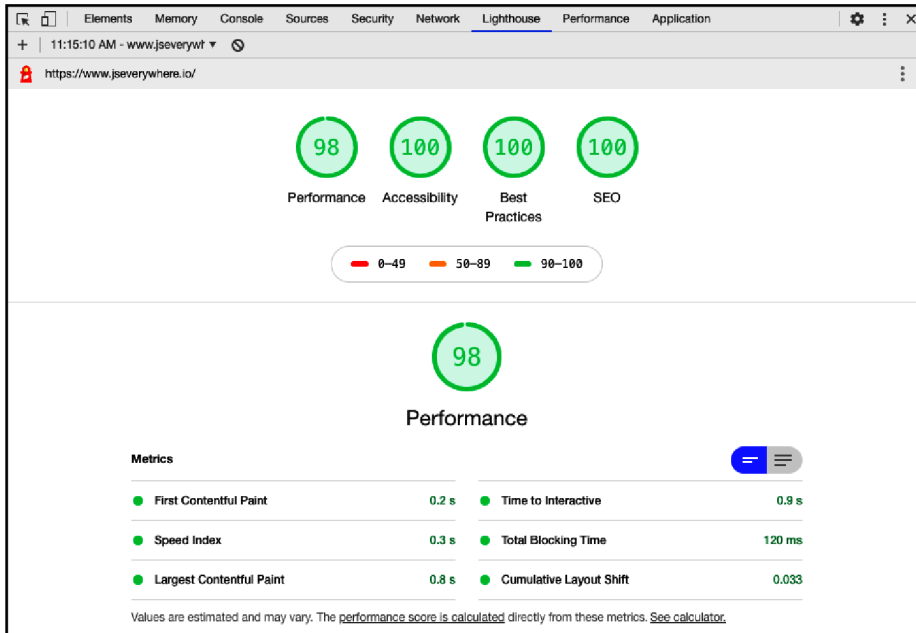 Elements Memory Console Sources Security Network Lighthouse Performance Application
11:15:10 AM - www.jseverywh
https://www.jseverywhere.io/
98 100 100 100
Performance Accessibility Best Practices SEO
0–49 50–89 90–100
98
Performance
Metrics
First Contentful Paint 0.2 s Time to Interactive 0.9 s
Speed Index 0.3 s Total Blocking Time 120 ms
Largest Contentful Paint 0.8 s Cumulative Layout Shift 0.033
Values are estimated and may vary. The performance score is calculated directly from these metrics. See calculator.